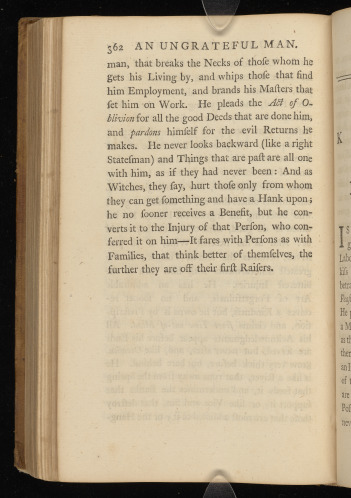 362 AN UNGRATEFUL MAN.
man, that breaks the Necks of thoſe whom he
gets his Living by, and whips thoſe that find
him Employment, and brands his Maſters that
ſet him on Work. He pleads the Act of O-
blivion for all the good Deeds that are done him,
and pardons himſelf for the evil Returns he
makes. He never looks backward (like a right
Stateſman) and Things that are paſt are all one
with him, as if they had never been: And as
Witches, they ſay, hurt thoſe only from whom
they can get ſomething and have a Hank upon;
he no ſooner receives a Benefit, but he con-
verts it to the Injury of that Perſon, who con-
ferred it on him—It fares with Perſons as with
Families, that think better of themſelves, the
further they are off their firſt Raiſers.